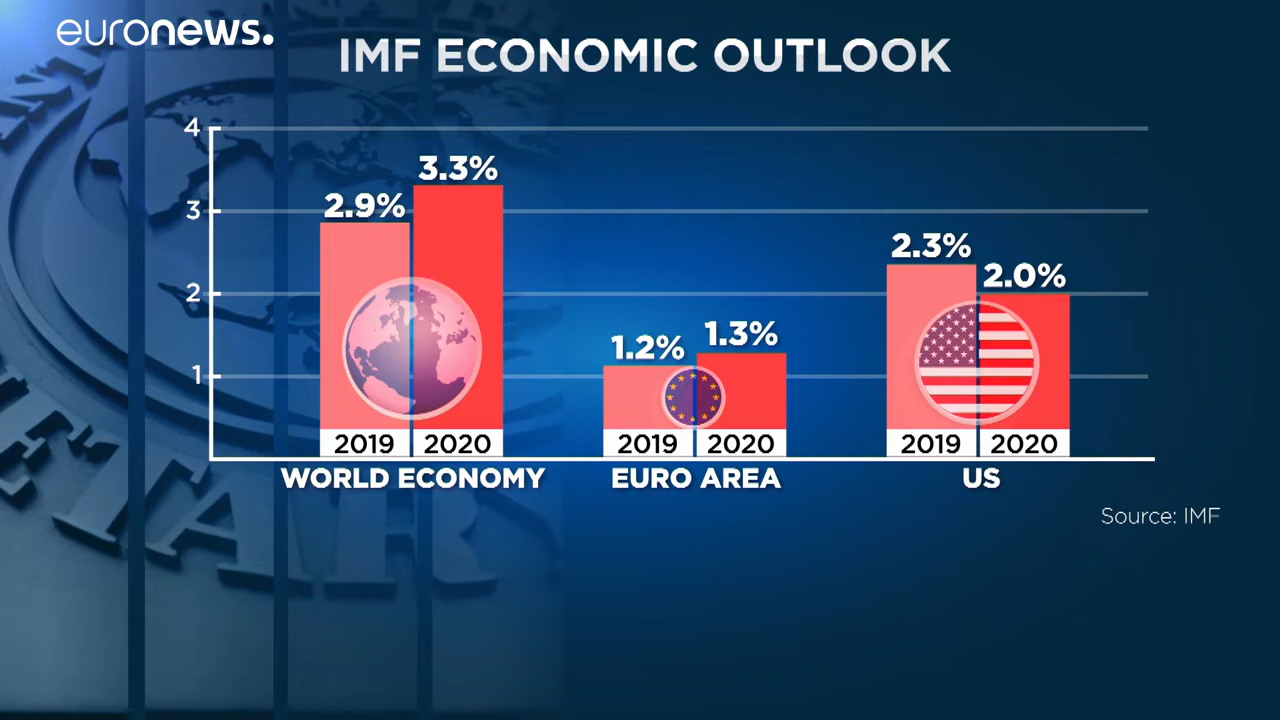 euronews.
IMF ECONOMIC OUTLOOK
4
3
2
1
2.9%
3.3%
1.2%
1.3%
2.3%
2.0%
2019
2020
2019
2020
2019
2020
WORLD ECONOMY
EURO AREA
US
Source: IMF